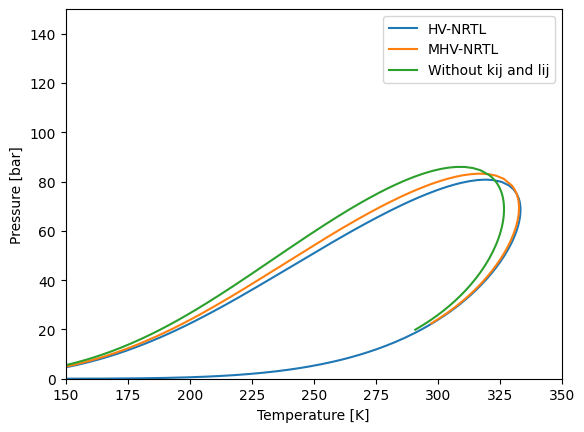 HV-NRTL
MHV-NRTL
Without kij and lij
Pressure [bar]
140
120
100
80
60
40
20
0
150 175 200 225 250 275 300 325 350
Temperature [K]